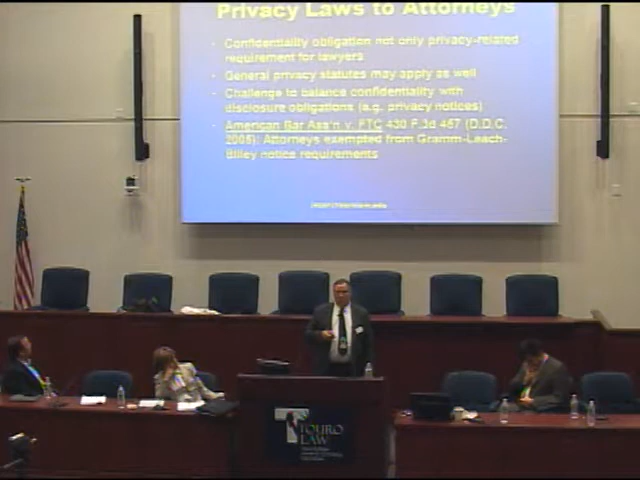 Privacy Laws to Attorneys
Confidentiality obligation not only privacy-related
requirement for lawyers
General privacy statutes may apply as well
Challenge to balance confidentiality with
disclosure obligations (e.g. privacy notices)
American Bar Ass'n v. FTC 430 F.3d 457 (D.D.C.
2005): Attorneys exempted from Gramm-Leach-
Bliley notice requirements
TOURO
LAW